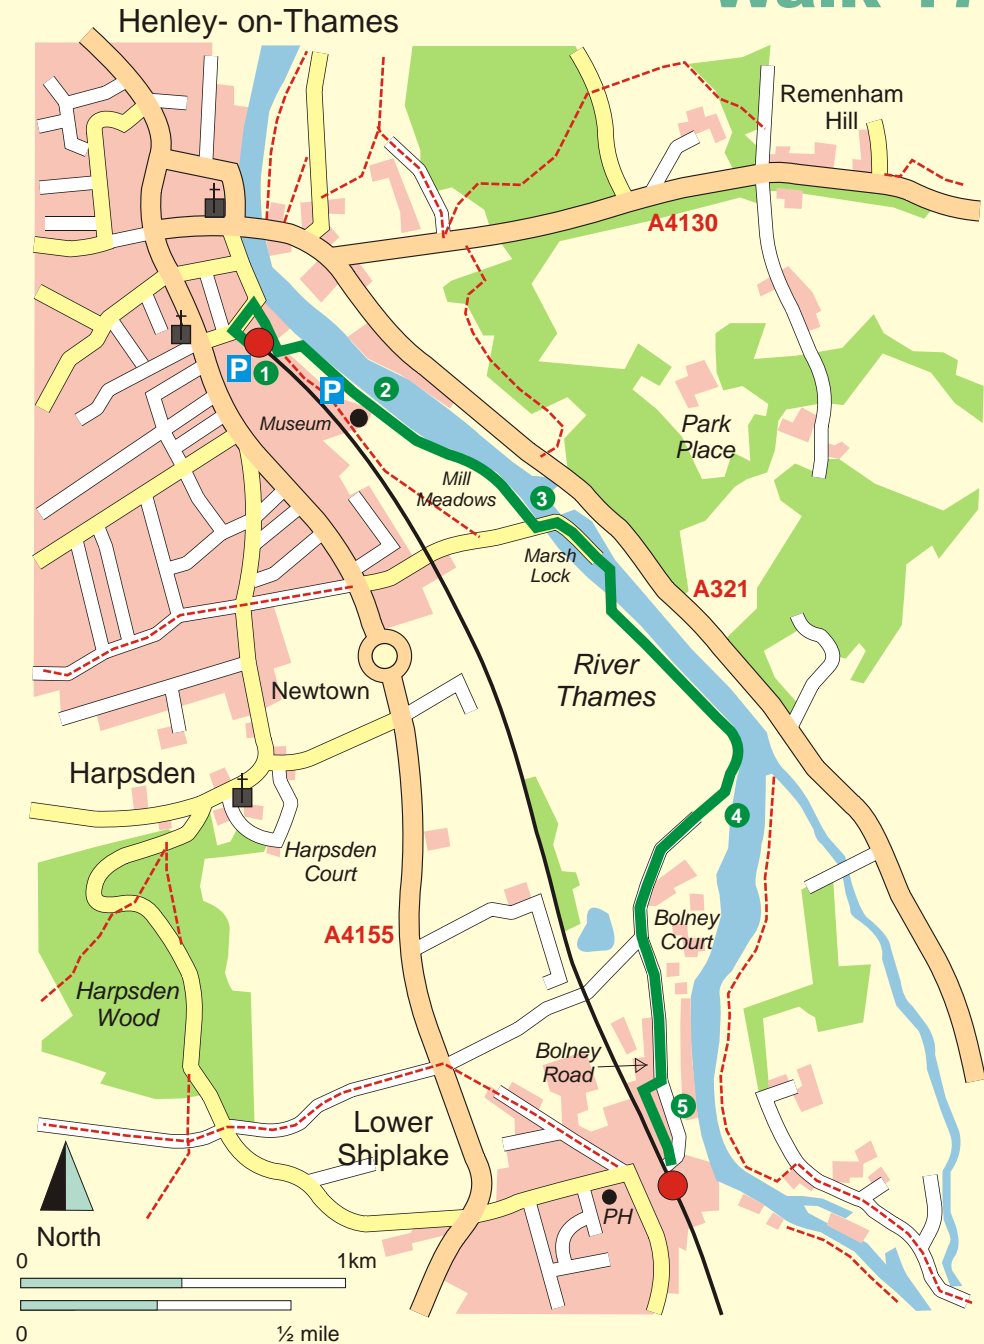 Walk 17
Henley- on-Thames
Remenham
Hill
A4130
P
1
P
2
Museum
Park
Place
Mill
Meadows
3
Marsh
Lock
A321
River
Thames
Newtown
Harpsden
4
Harpsden
Court
Bolney
Court
A4155
Harpsden
Wood
Bolney
Road
5
Lower
Shiplake
PH
North
0
1km
0
½ mile